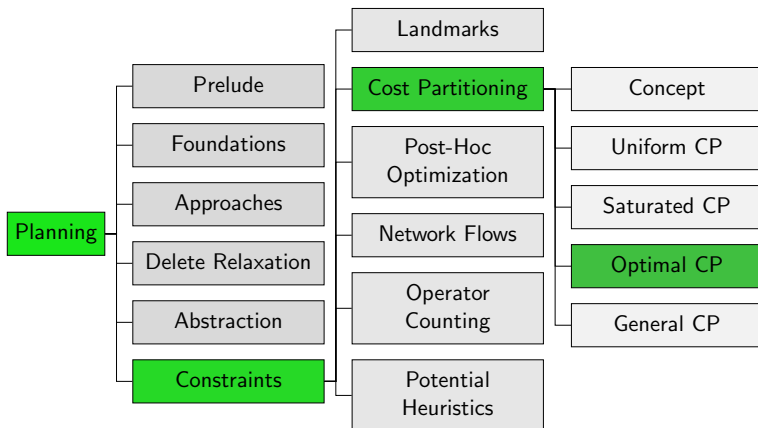 Planning
Prelude
Foundations
Approaches
Delete Relaxation
Abstraction
Constraints
Landmarks
Cost Partitioning
Post-Hoc
Optimization
Network Flows
Operator
Counting
Potential
Heuristics
Concept
Uniform CP
Saturated CP
Optimal CP
General CP